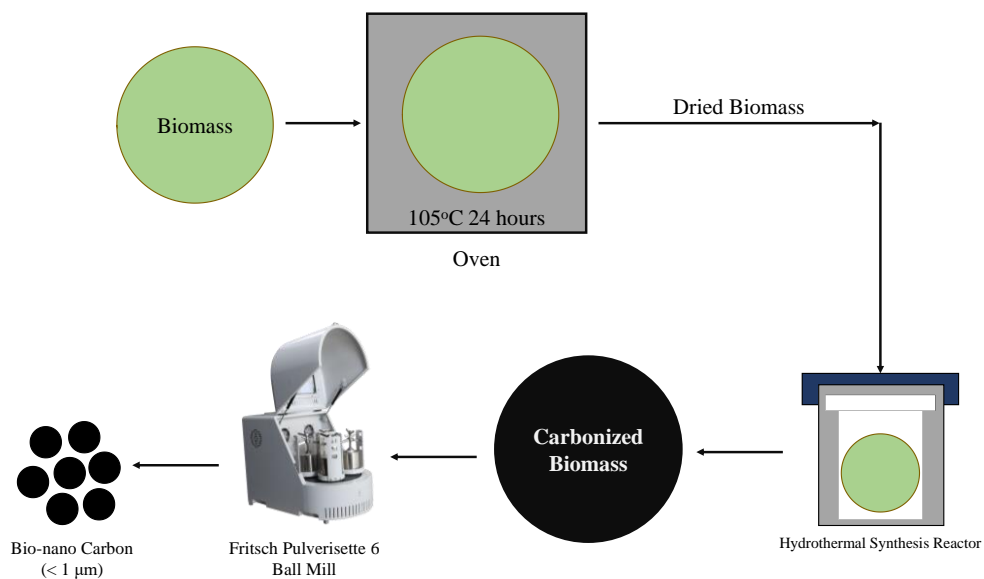 Biomass
105°C 24 hours
Oven
Dried Biomass
Hydrothermal Synthesis Reactor
Carbonized
Biomass
Fritsch Pulverisette 6
Ball Mill
Bio-nano Carbon
(< 1 μm)